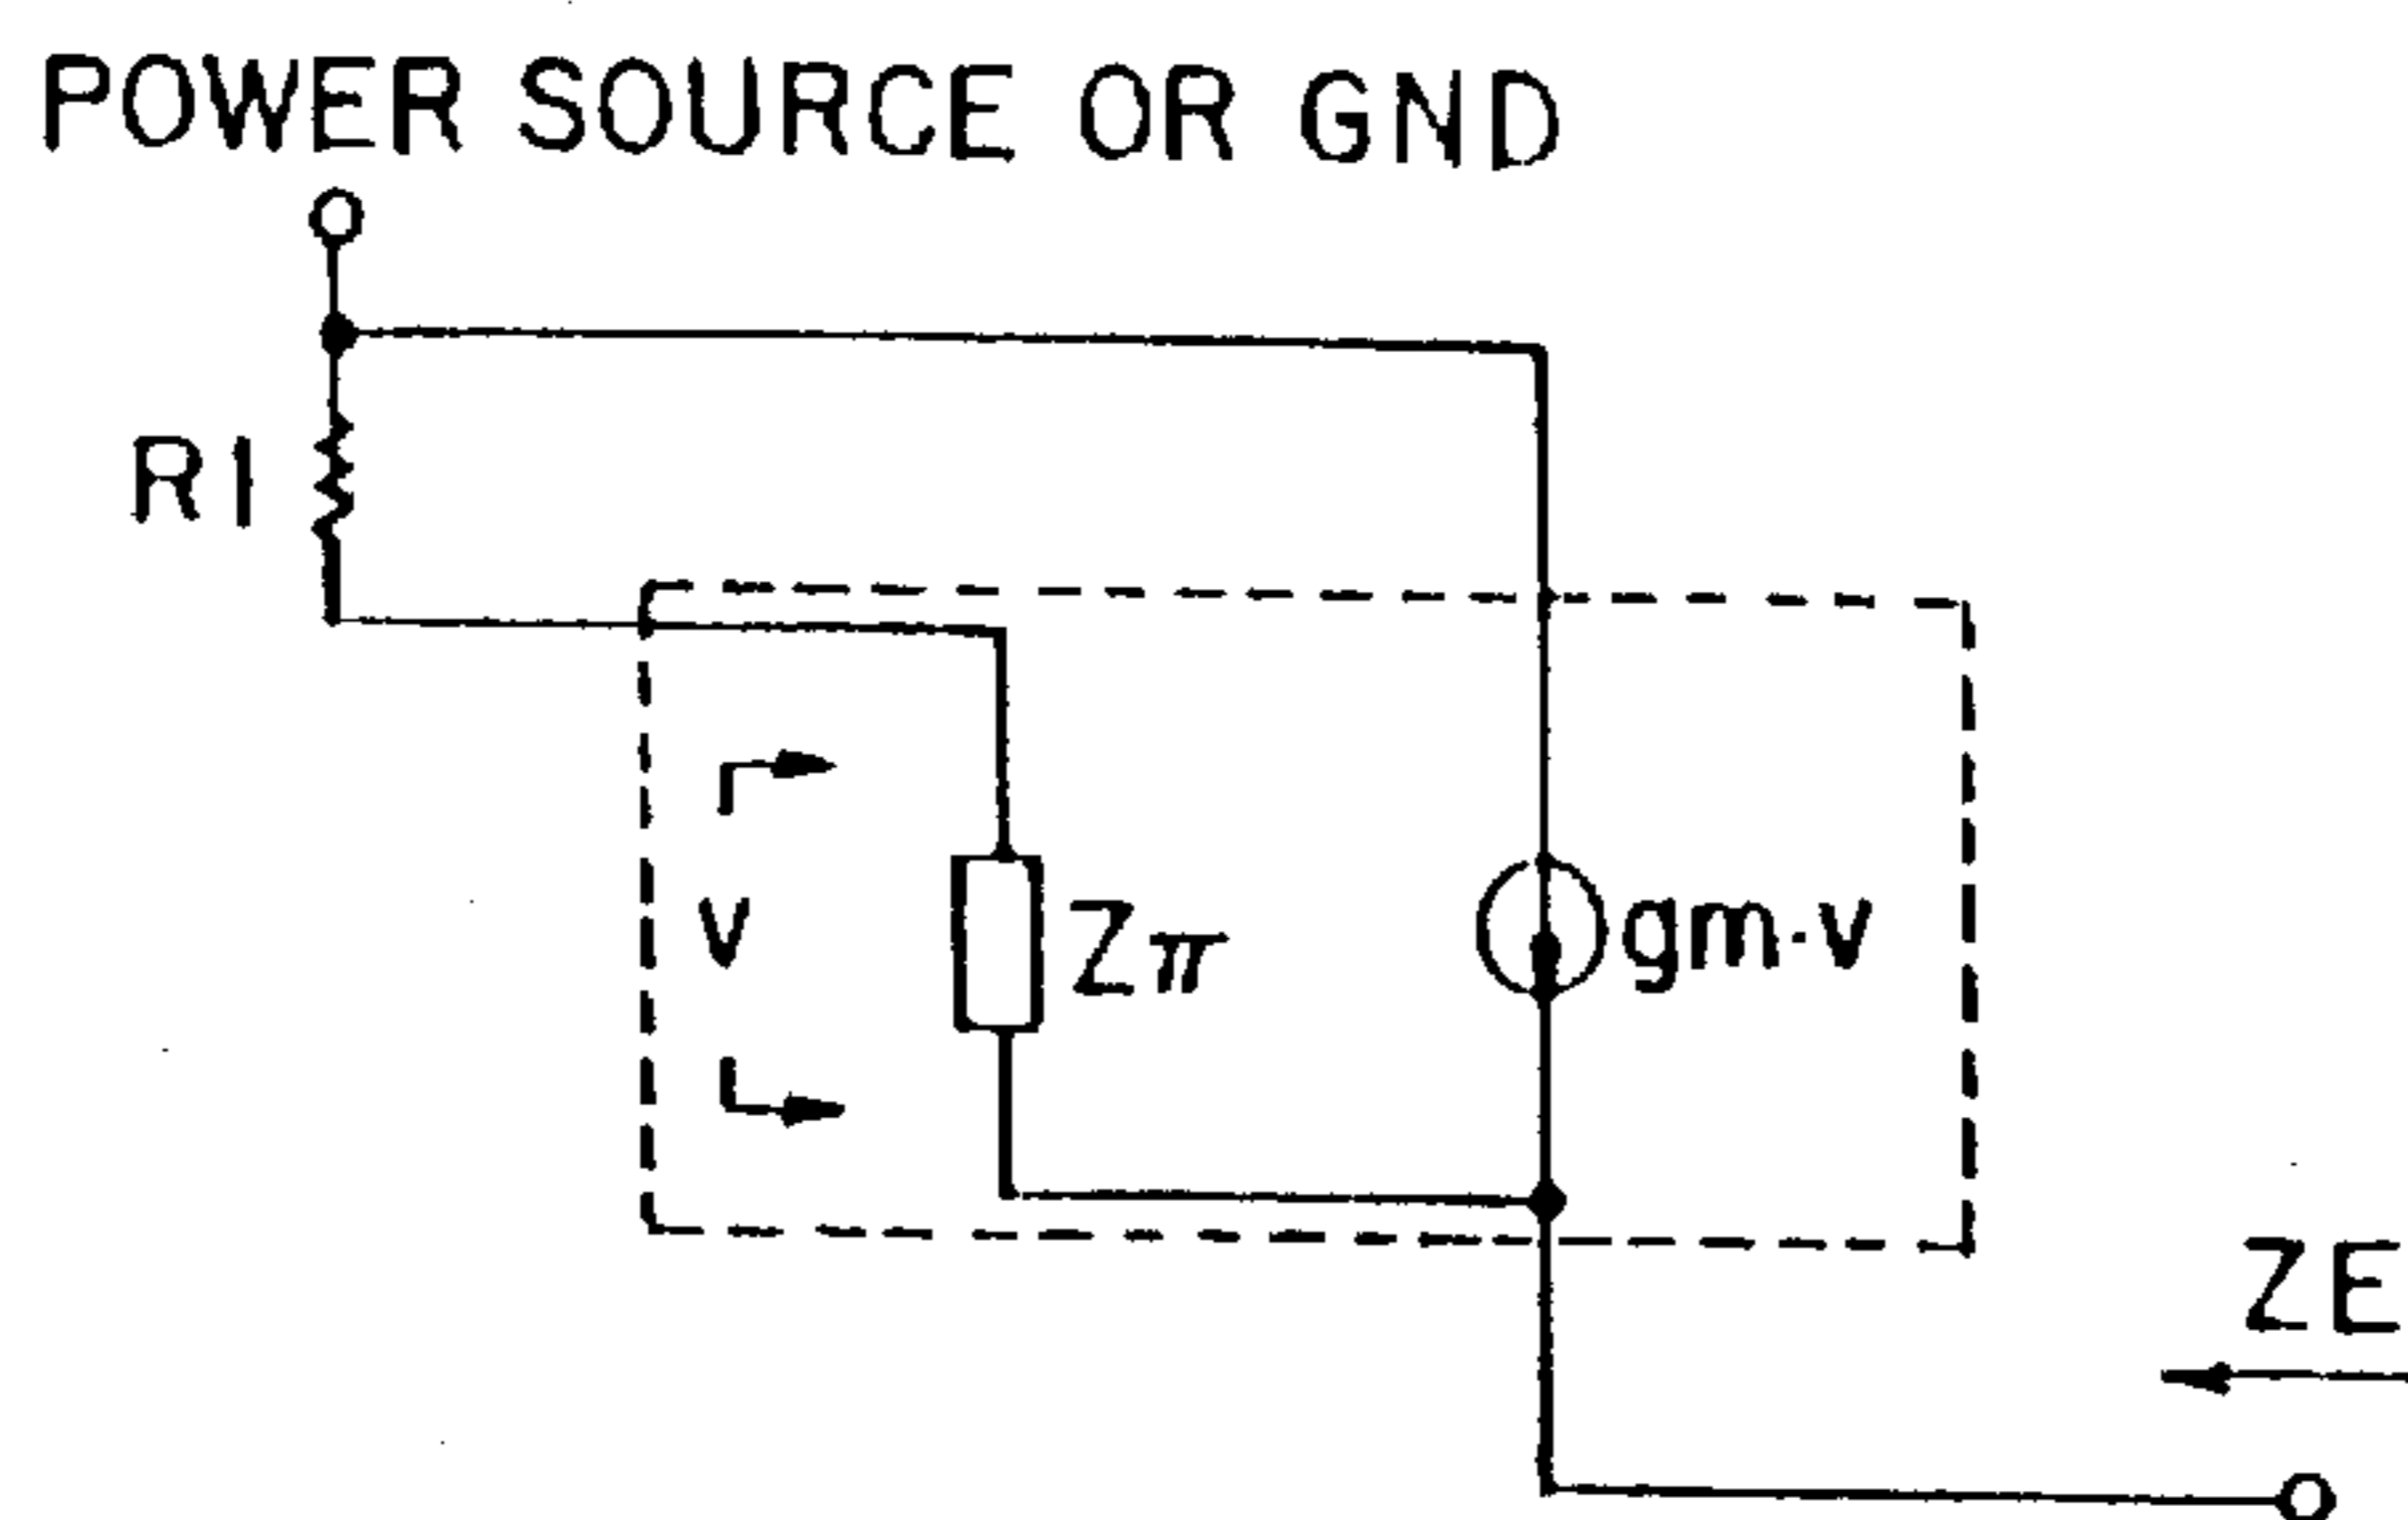 POWER SOURCE OR GND
R1
v
Zπ
gm·v
ZE